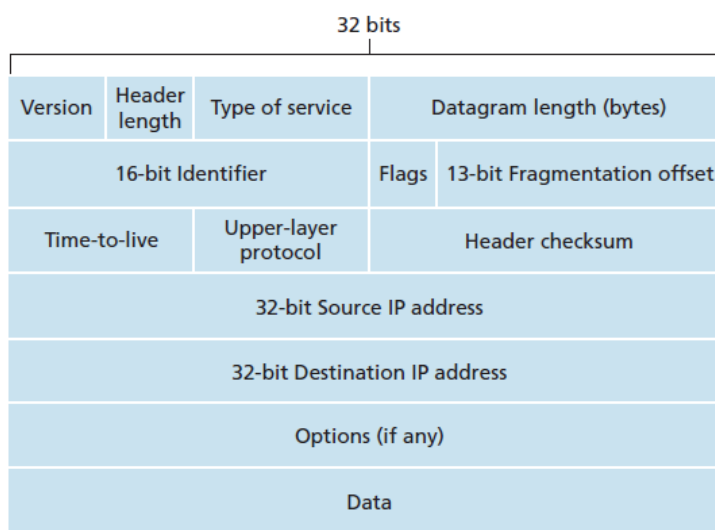 32 bits
Version
Header
length
Type of service
Datagram length (bytes)
16-bit Identifier
Flags
13-bit Fragmentation offset
Time-to-live
Upper-layer
protocol
Header checksum
32-bit Source IP address
32-bit Destination IP address
Options (if any)
Data